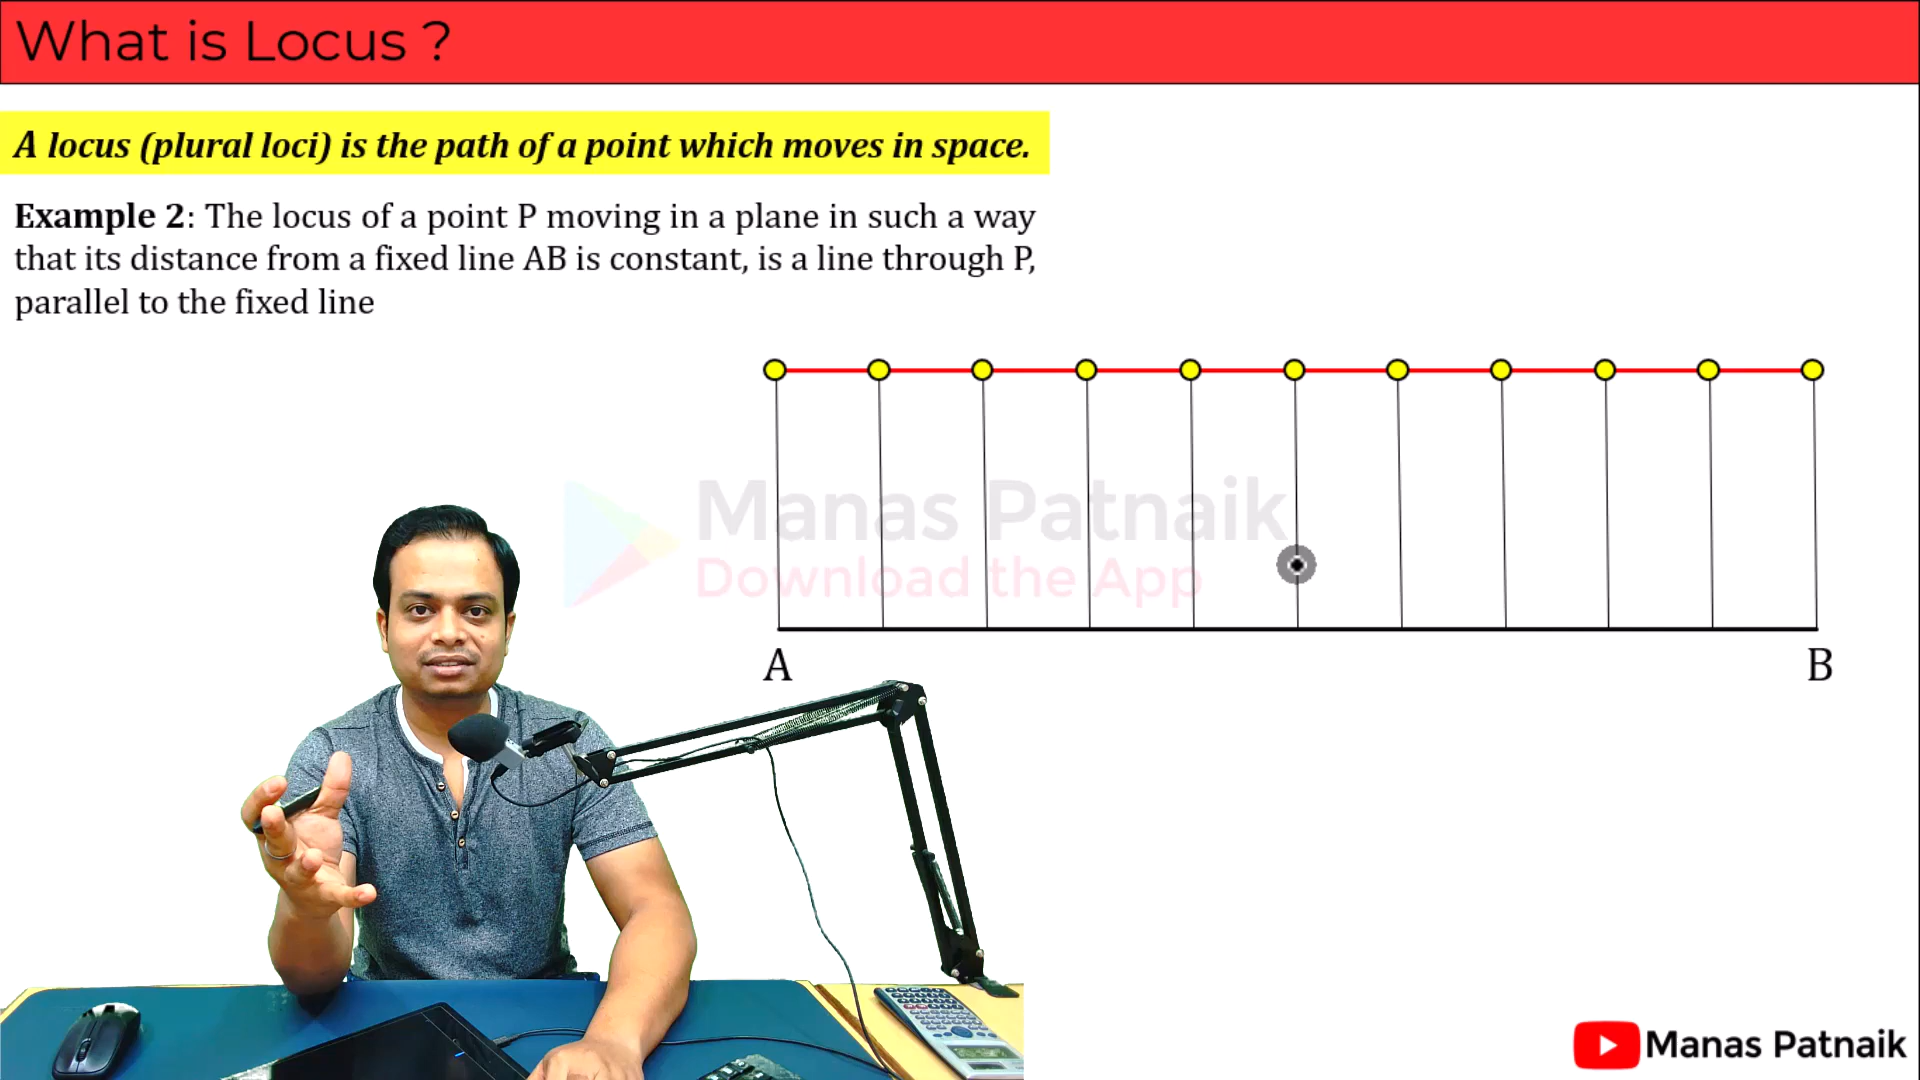 What is Locus ?
A locus (plural loci) is the path of a point which moves in space.
Example 2: The locus of a point P moving in a plane in such a way
that its distance from a fixed line AB is constant, is a line through P,
parallel to the fixed line
Manas Patnaik
Download the App
A
B
Manas Patnaik